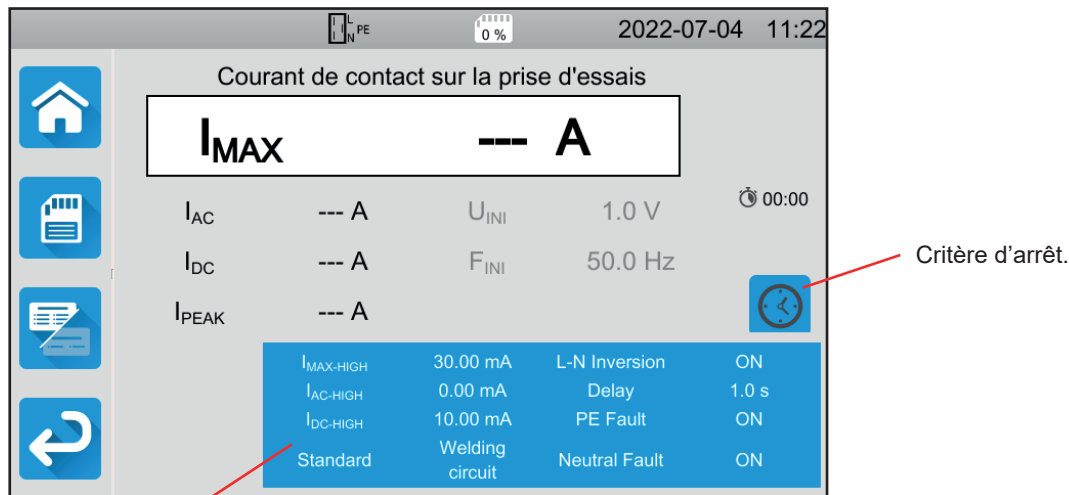 L
N PE
0 %
2022-07-04 11:22
Courant de contact sur la prise d'essais
IMAX --- A
IAC --- A UINI 1.0 V
00:00
IDC --- A FINI 50.0 Hz
Critère d’arrêt.
IPEAK --- A
IMAX-HIGH 30.00 mA L-N Inversion ON
IAC-HIGH 0.00 mA Delay 1.0 s
IDC-HIGH 10.00 mA PE Fault ON
Standard Welding circuit Neutral Fault ON